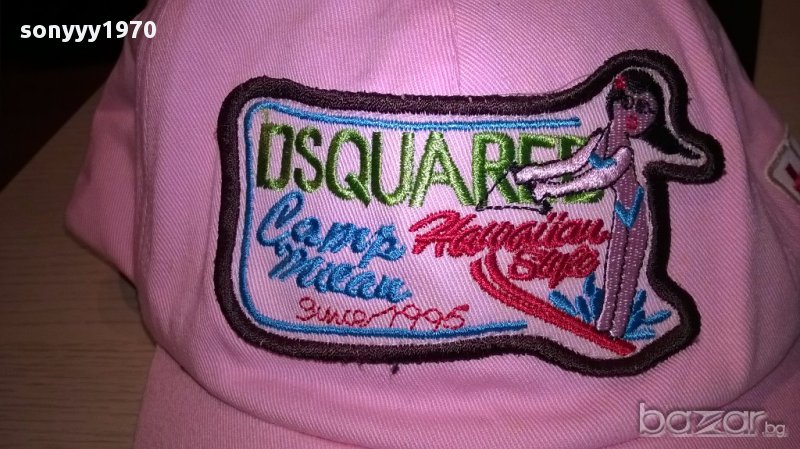 sonyyy1970
DSQUARED
Camp Hawaiian
Milan Style
Since 1995
bazar.bg